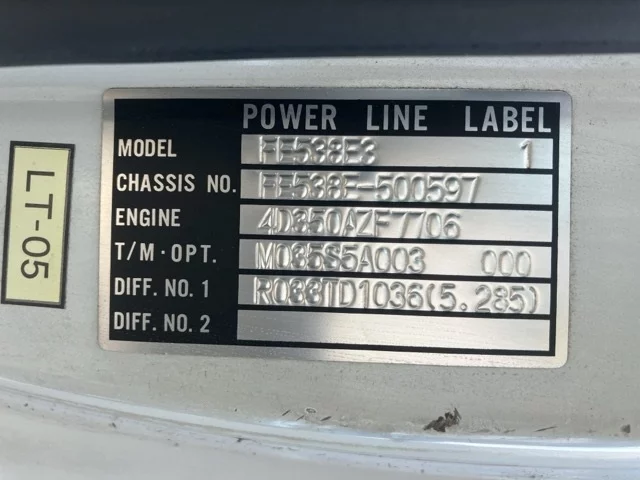 POWER LINE LABEL
MODEL FE538E3 1
CHASSIS NO. FE538E-500597
ENGINE 4D350AZF7706
T/M·OPT. M035S5A003 000
DIFF. NO. 1 R033TD1036(5.285)
DIFF. NO. 2
LT-05